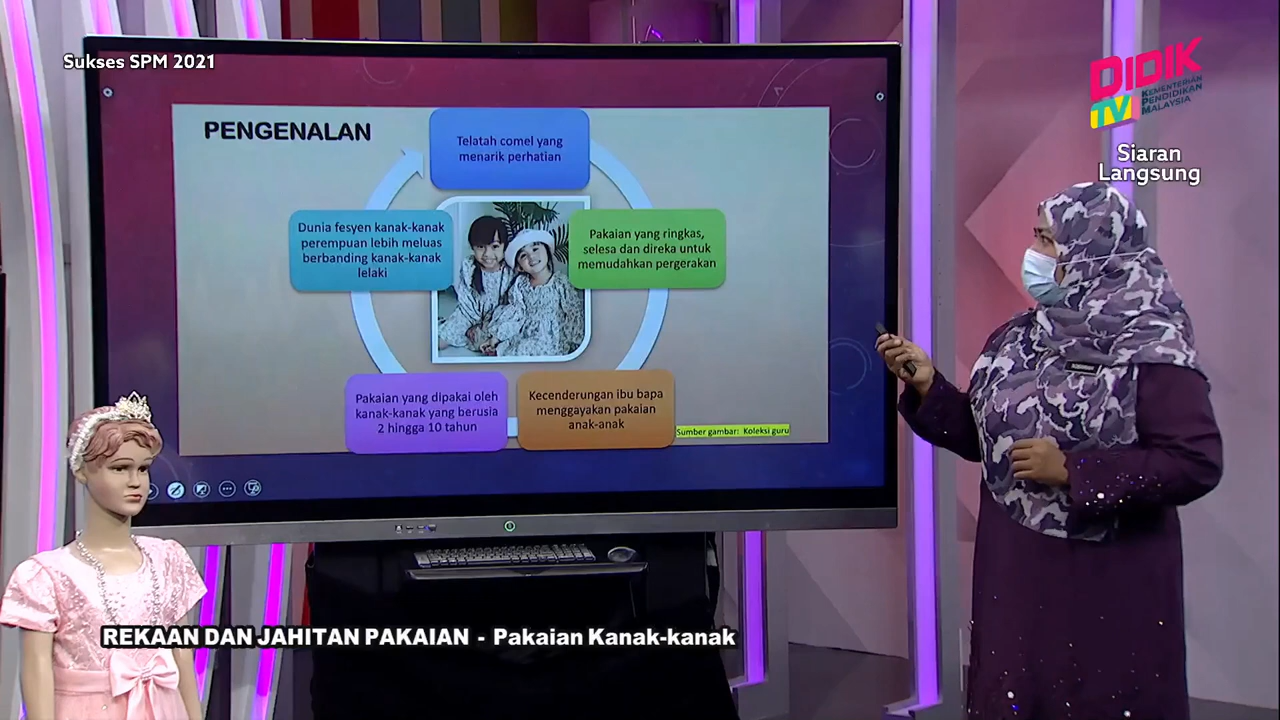 Sukses SPM 2021
DIDIK
TV
KEMENTERIAN
PENDIDIKAN
MALAYSIA
Siaran
Langsung
PENGENALAN
Telatah comel yang
menarik perhatian
Dunia fesyen kanak-kanak
perempuan lebih meluas
berbanding kanak-kanak
lelaki
Pakaian yang ringkas,
selesa dan direka untuk
memudahkan pergerakan
Pakaian yang dipakai oleh
kanak-kanak yang berusia
2 hingga 10 tahun
Kecenderungan ibu bapa
menggayakan pakaian
anak-anak
Sumber gambar: Koleksi guru
REKAAN DAN JAHITAN PAKAIAN - Pakaian Kanak-kanak